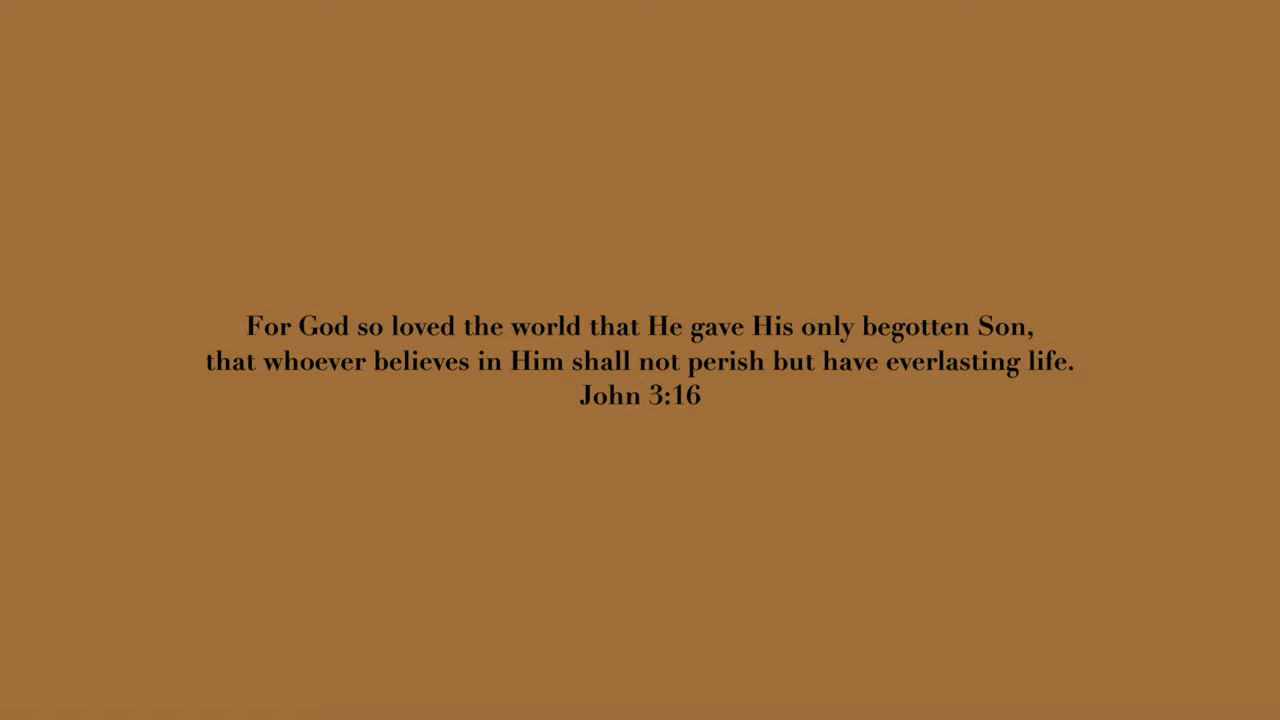 For God so loved the world that He gave His only begotten Son,
that whoever believes in Him shall not perish but have everlasting life.
John 3:16